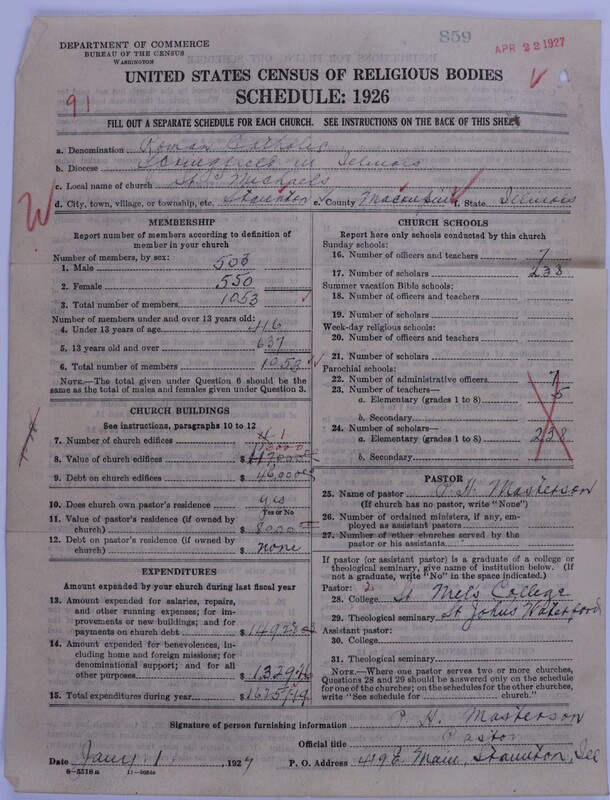 859
APR 22 1927
DEPARTMENT OF COMMERCE
BUREAU OF THE CENSUS
WASHINGTON
UNITED STATES CENSUS OF RELIGIOUS BODIES
SCHEDULE: 1926
91
FILL OUT A SEPARATE SCHEDULE FOR EACH CHURCH. SEE INSTRUCTIONS ON THE BACK OF THIS SHEET
a. Denomination Roman Catholic
b. Diocese Springfield in Illinois
c. Local name of church St Michaels
d. City, town, village, or township, etc. Staunton e. County Macoupin f. State Illinois
MEMBERSHIP
Report number of members according to definition of member in your church
Number of members, by sex:
1. Male 503
2. Female 550
3. Total number of members 1053
Number of members under and over 13 years old:
4. Under 13 years of age 416
5. 13 years old and over 637
6. Total number of members 1053
NOTE.—The total given under Question 6 should be the same as the total of males and females given under Question 3.
CHURCH BUILDINGS
See instructions, paragraphs 10 to 12
7. Number of church edifices 1
8. Value of church edifices $
9. Debt on church edifices $ 46,000
10. Does church own pastor's residence yes
Yes or No
11. Value of pastor's residence (if owned by church) $ 8000
12. Debt on pastor's residence (if owned by church) $ none
EXPENDITURES
Amount expended by your church during last fiscal year
13. Amount expended for salaries, repairs, and other running expenses; for improvements or new buildings; and for payments on church debt $
14. Amount expended for benevolences, including home and foreign missions; for denominational support; and for all other purposes $
15. Total expenditures during year $
CHURCH SCHOOLS
Report here only schools conducted by this church
Sunday schools:
16. Number of officers and teachers 7
17. Number of scholars 238
Summer vacation Bible schools:
18. Number of officers and teachers
19. Number of scholars
Week-day religious schools:
20. Number of officers and teachers
21. Number of scholars
Parochial schools:
22. Number of administrative officers 7
23. Number of teachers—
a. Elementary (grades 1 to 8) 5
b. Secondary
24. Number of scholars—
a. Elementary (grades 1 to 8) 238
b. Secondary
PASTOR
25. Name of pastor P. H. Masterson
(If church has no pastor, write "None")
26. Number of ordained ministers, if any, employed as assistant pastors
27. Number of other churches served by the pastor or his assistants
If pastor (or assistant pastor) is a graduate of a college or theological seminary, give name of institution below. (If not a graduate, write "No" in the space indicated.)
Pastor: 2
28. College St Mels College
29. Theological seminary St Johns Waterford
Assistant pastor:
30. College
31. Theological seminary
NOTE.—Where one pastor serves two or more churches, Questions 28 and 29 should be answered only on the schedule for one of the churches; on the schedules for the other churches, write "See schedule for church."
Signature of person furnishing information P. H. Masterson
Official title Pastor
Date Jany 1, 1927 P. O. Address 419 E Main, Staunton, Ill
8—5518 a